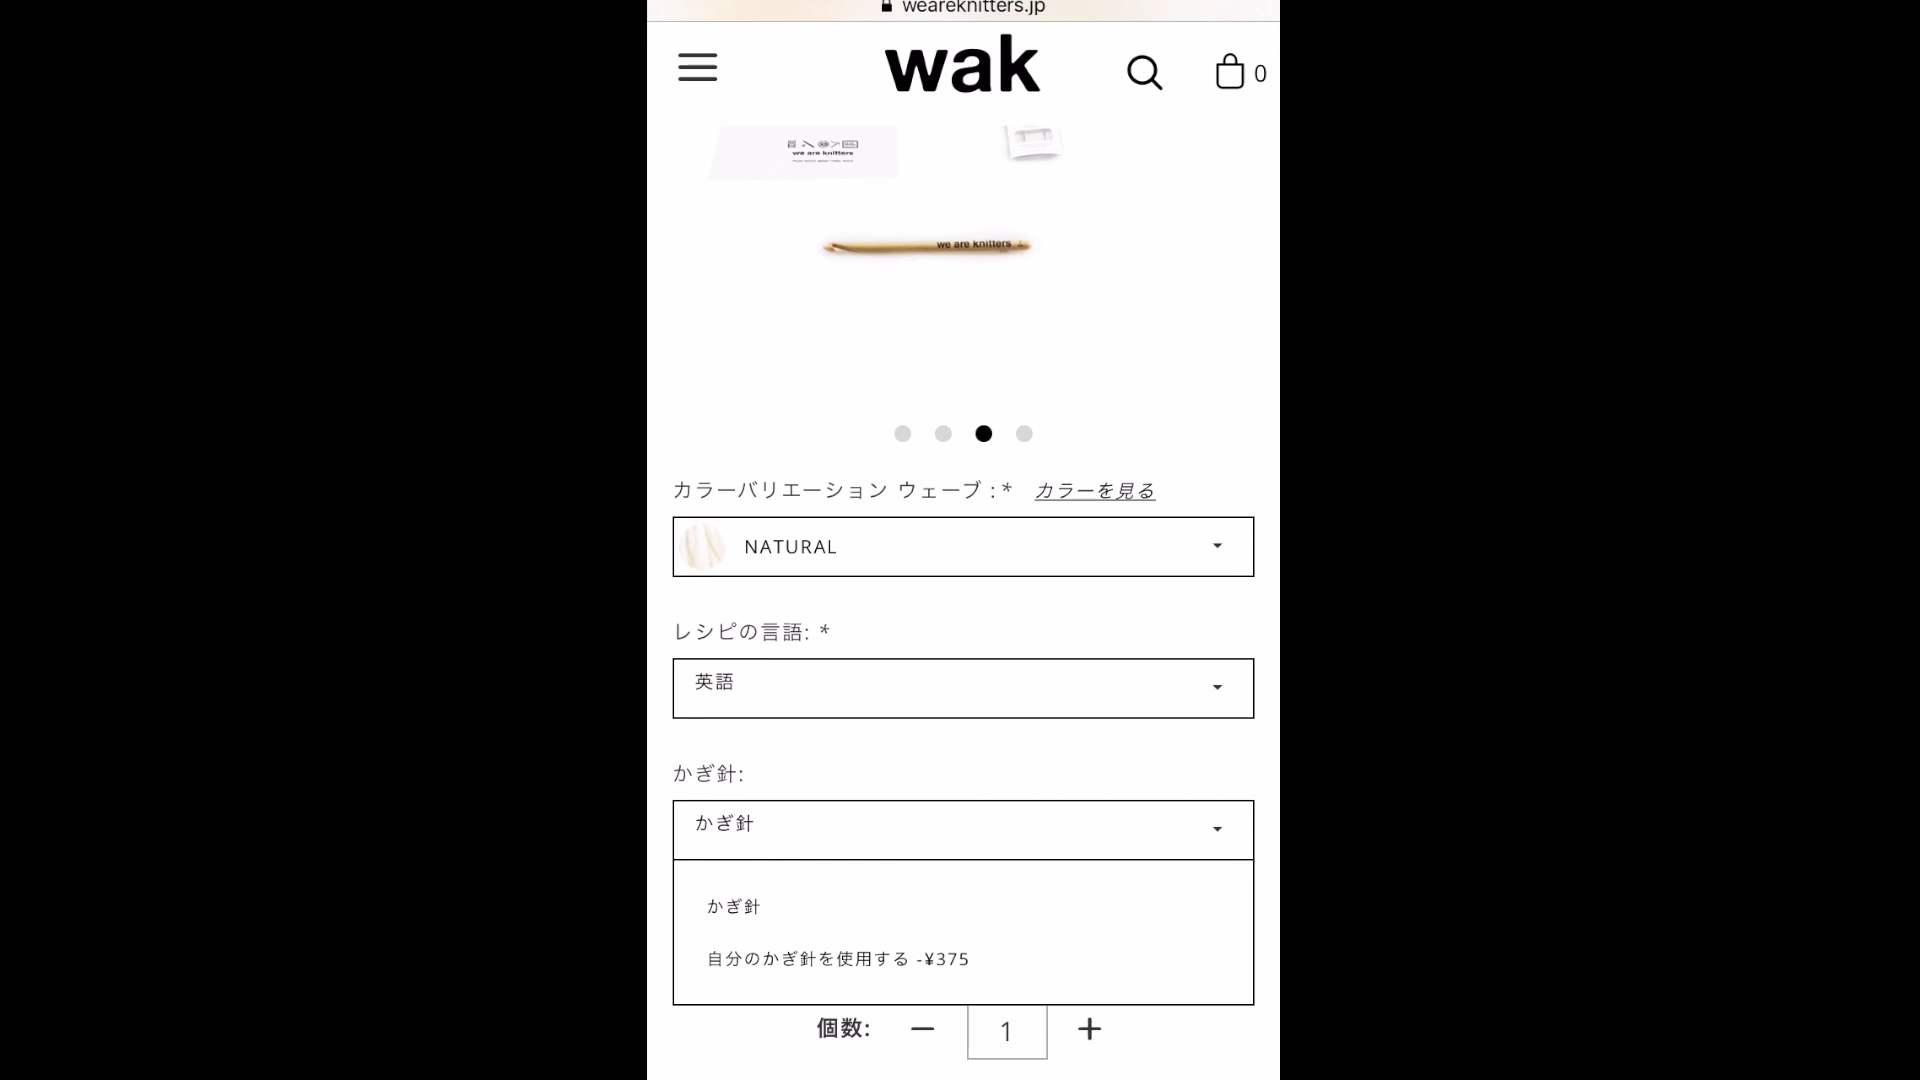 weareknitters.jp
wak
0
we are knitters
we are knitters
カラーバリエーション ウェーブ : * カラーを見る
NATURAL
レシピの言語: *
英語
かぎ針:
かぎ針
かぎ針
自分のかぎ針を使用する -¥375
個数: − 1 +